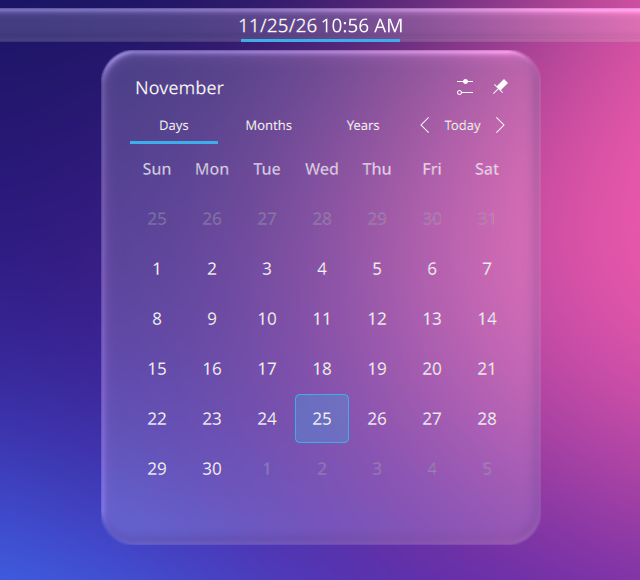 11/25/26 10:56 AM
November
Days Months Years Today
Sun Mon Tue Wed Thu Fri Sat
25 26 27 28 29 30 31
1 2 3 4 5 6 7
8 9 10 11 12 13 14
15 16 17 18 19 20 21
22 23 24 25 26 27 28
29 30 1 2 3 4 5